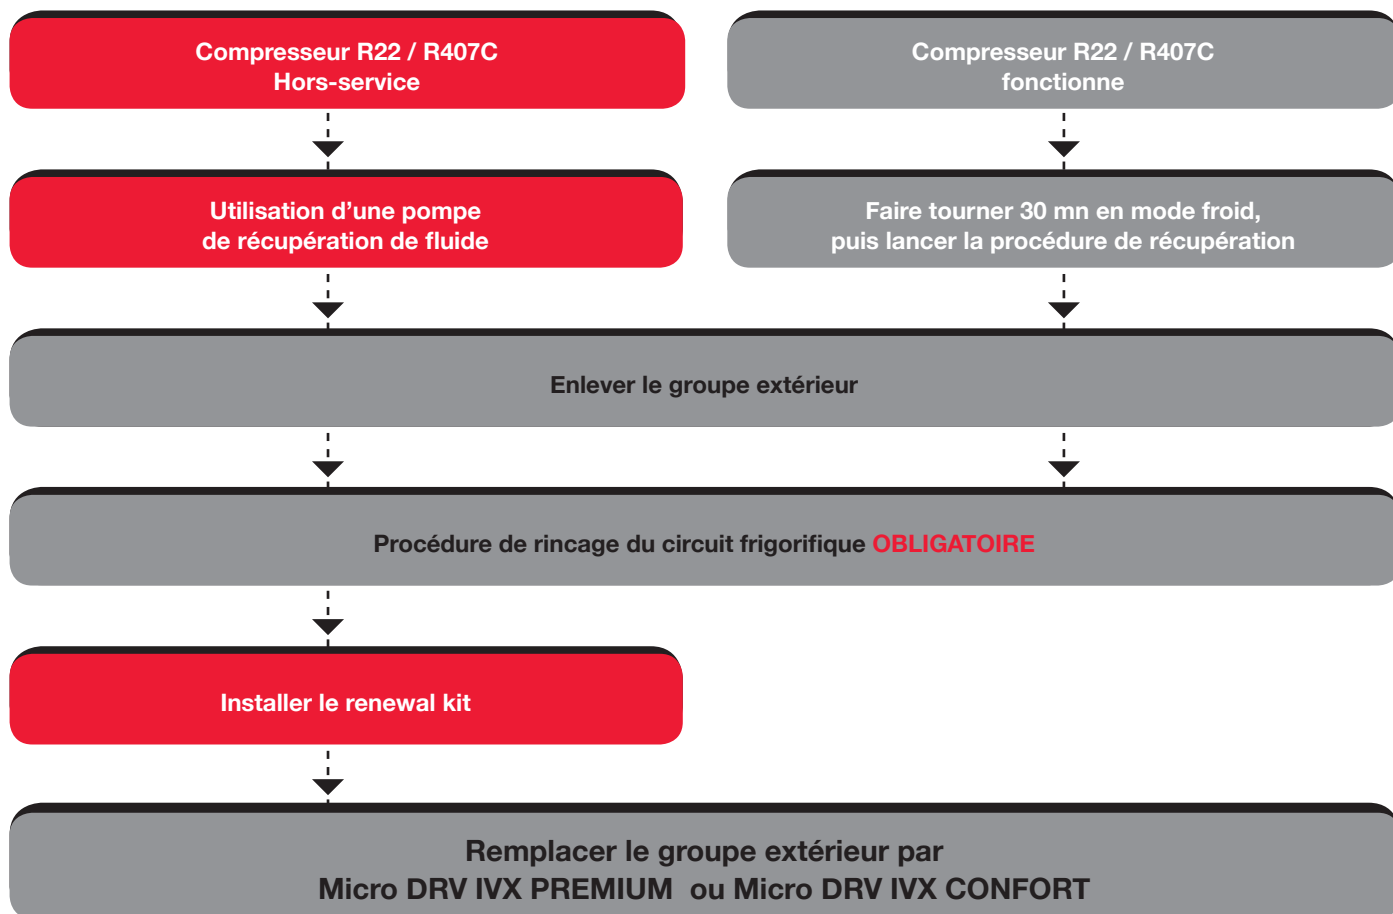 Compresseur R22 / R407C
Hors-service
Compresseur R22 / R407C
fonctionne
Utilisation d’une pompe
de récupération de fluide
Faire tourner 30 mn en mode froid,
puis lancer la procédure de récupération
Enlever le groupe extérieur
Procédure de rincage du circuit frigorifique OBLIGATOIRE
Installer le renewal kit
Remplacer le groupe extérieur par
Micro DRV IVX PREMIUM ou Micro DRV IVX CONFORT